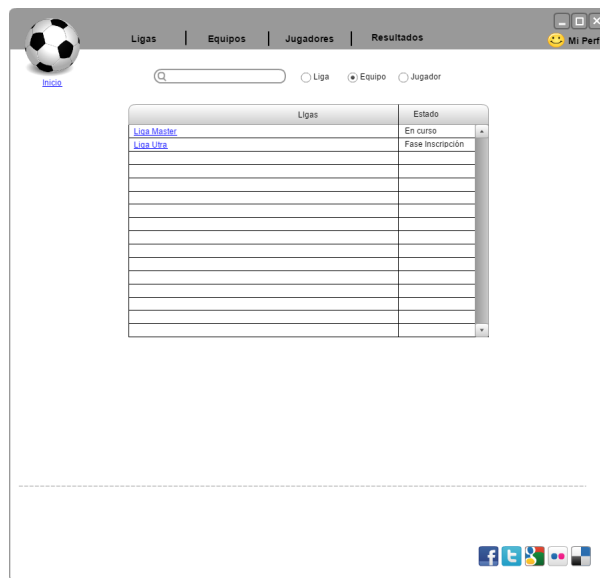 Ligas Equipos Jugadores Resultados
Mi Perf
Inicio
Liga Equipo Jugador
Ligas Estado
Liga Master En curso
Liga Utra Fase Inscripción